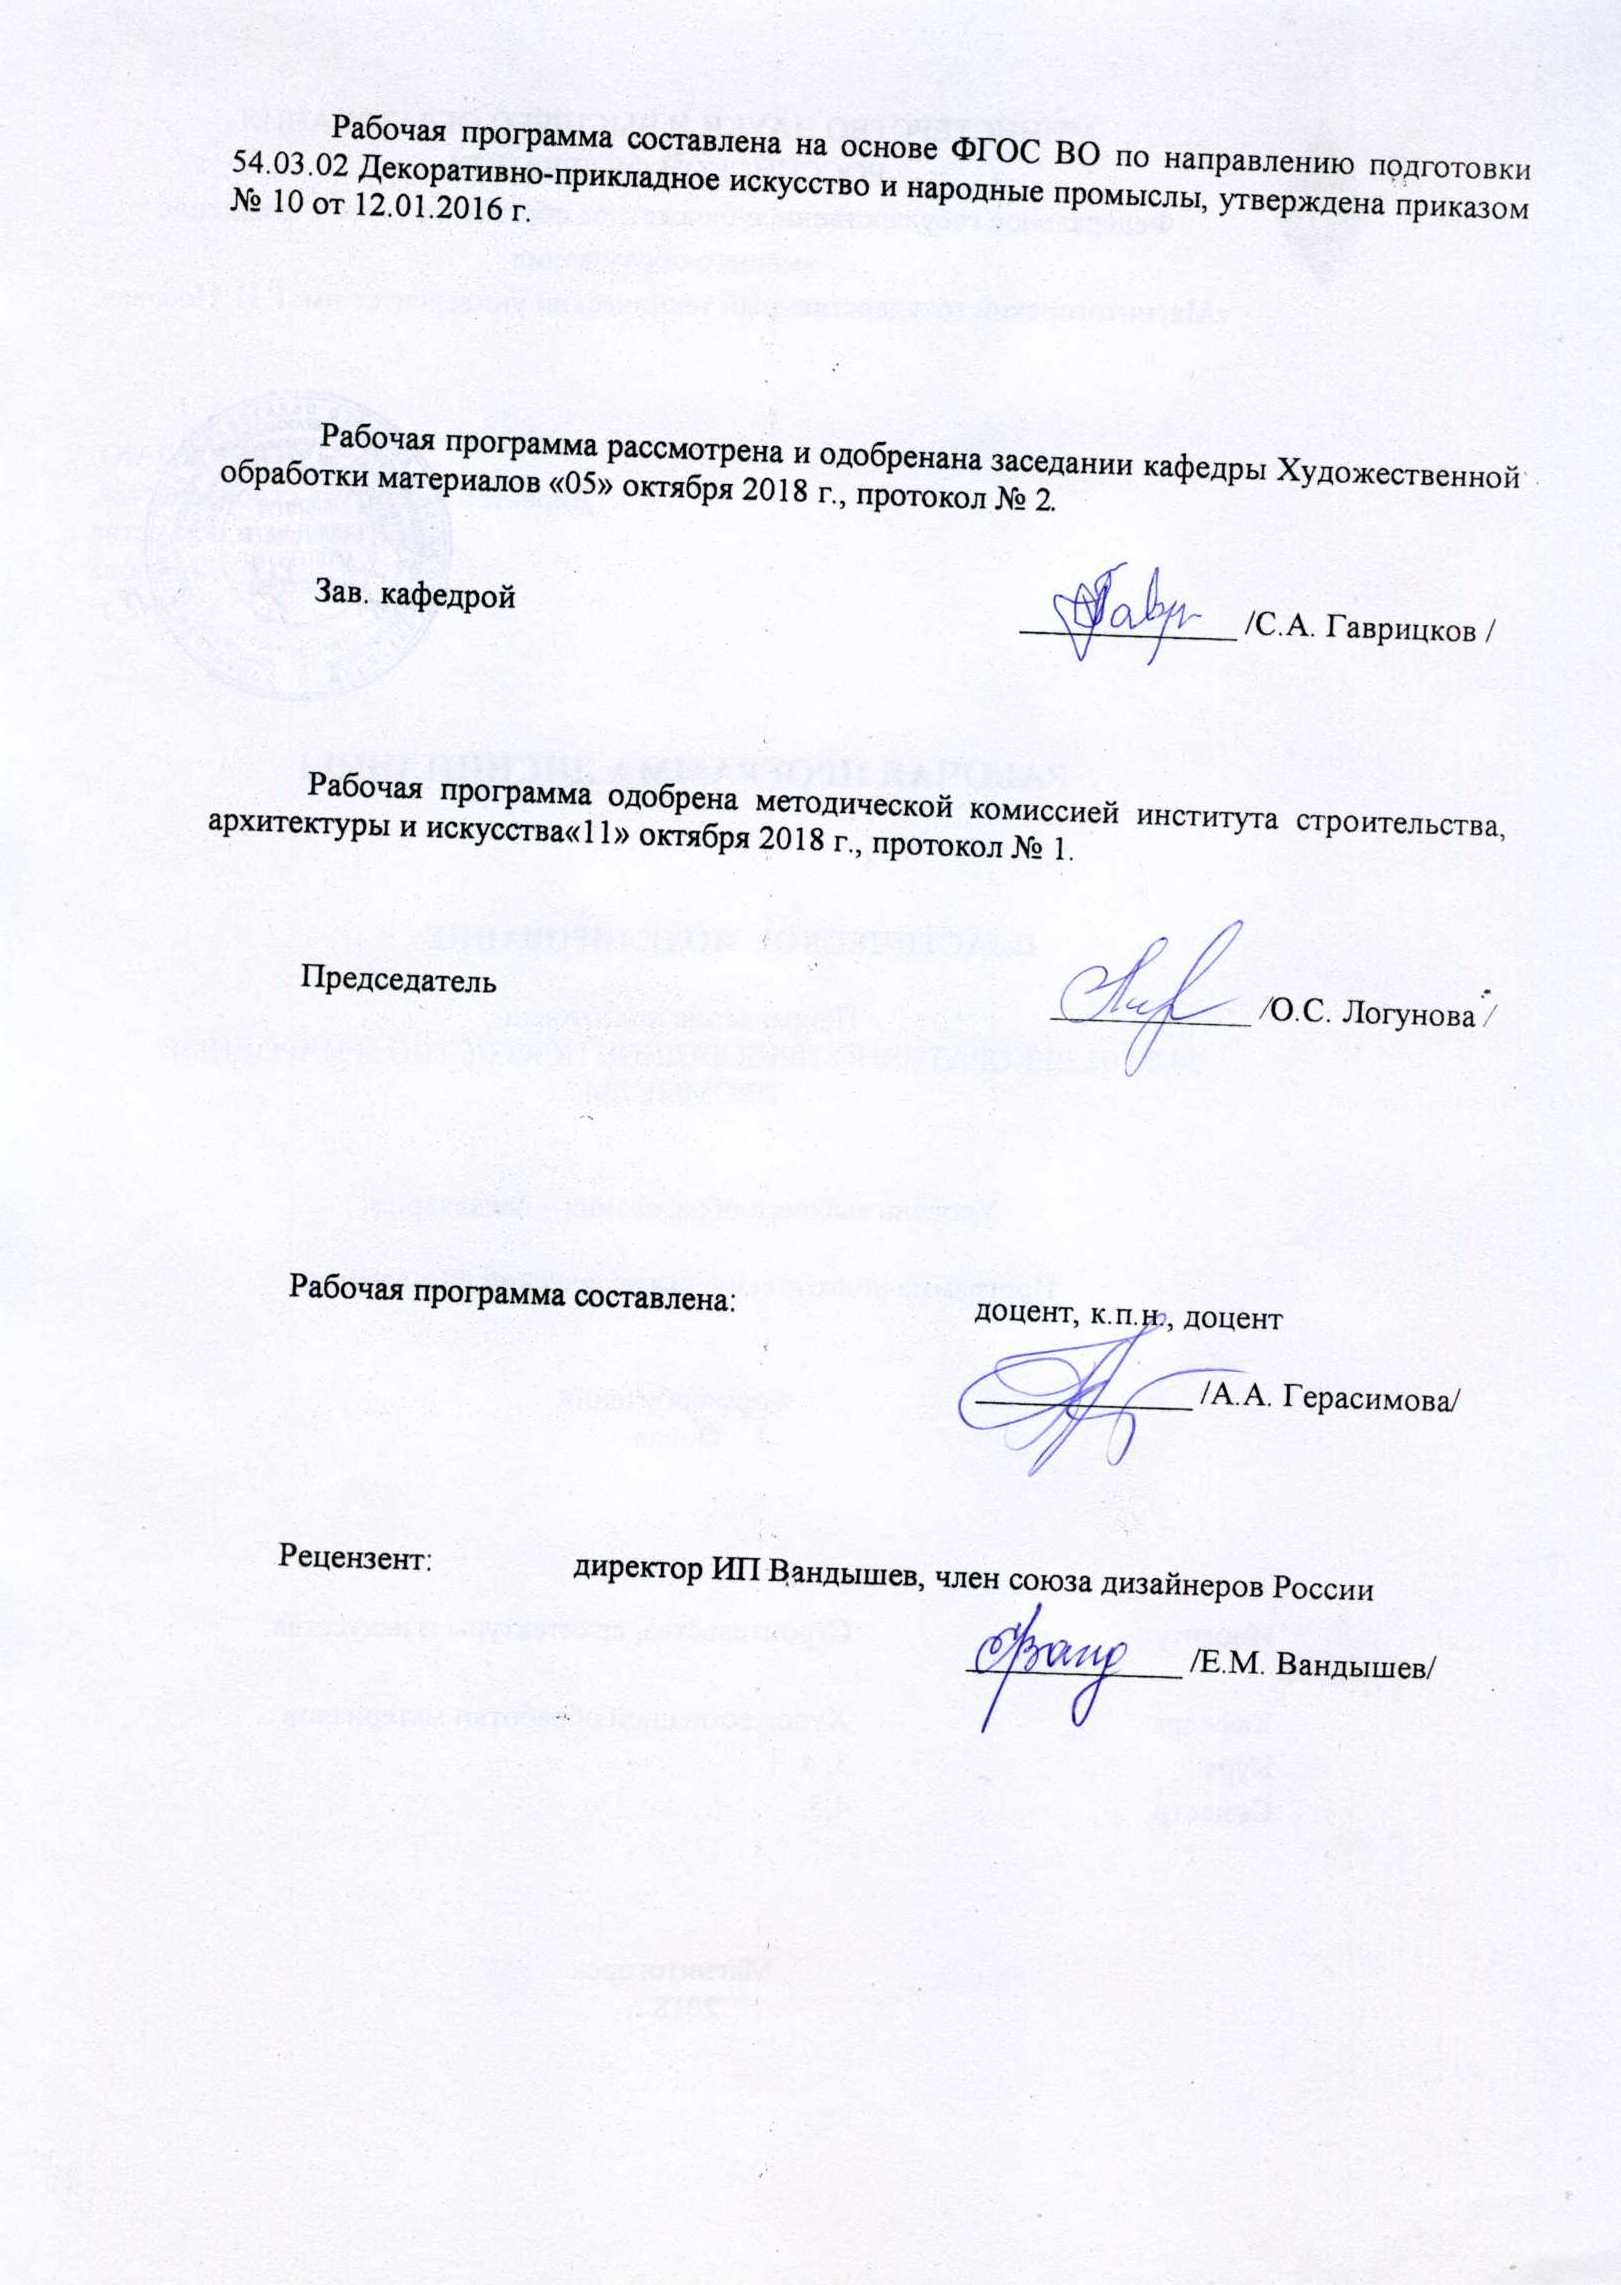 Рабочая программа составлена на основе ФГОС ВО по направлению подготовки
54.03.02 Декоративно-прикладное искусство и народные промыслы, утверждена приказом
№ 10 от 12.01.2016 г.
Рабочая программа рассмотрена и одобренана заседании кафедры Художественной
обработки материалов «05» октября 2018 г., протокол № 2.
Зав. кафедрой
/С.А. Гаврицков /
Рабочая программа одобрена методической комиссией института строительства,
архитектуры и искусства«11» октября 2018 г., протокол № 1.
Председатель
/О.С. Логунова /
Рабочая программа составлена:
доцент, к.п.н., доцент
/А.А. Герасимова/
Рецензент: директор ИП Вандышев, член союза дизайнеров России
/Е.М. Вандышев/